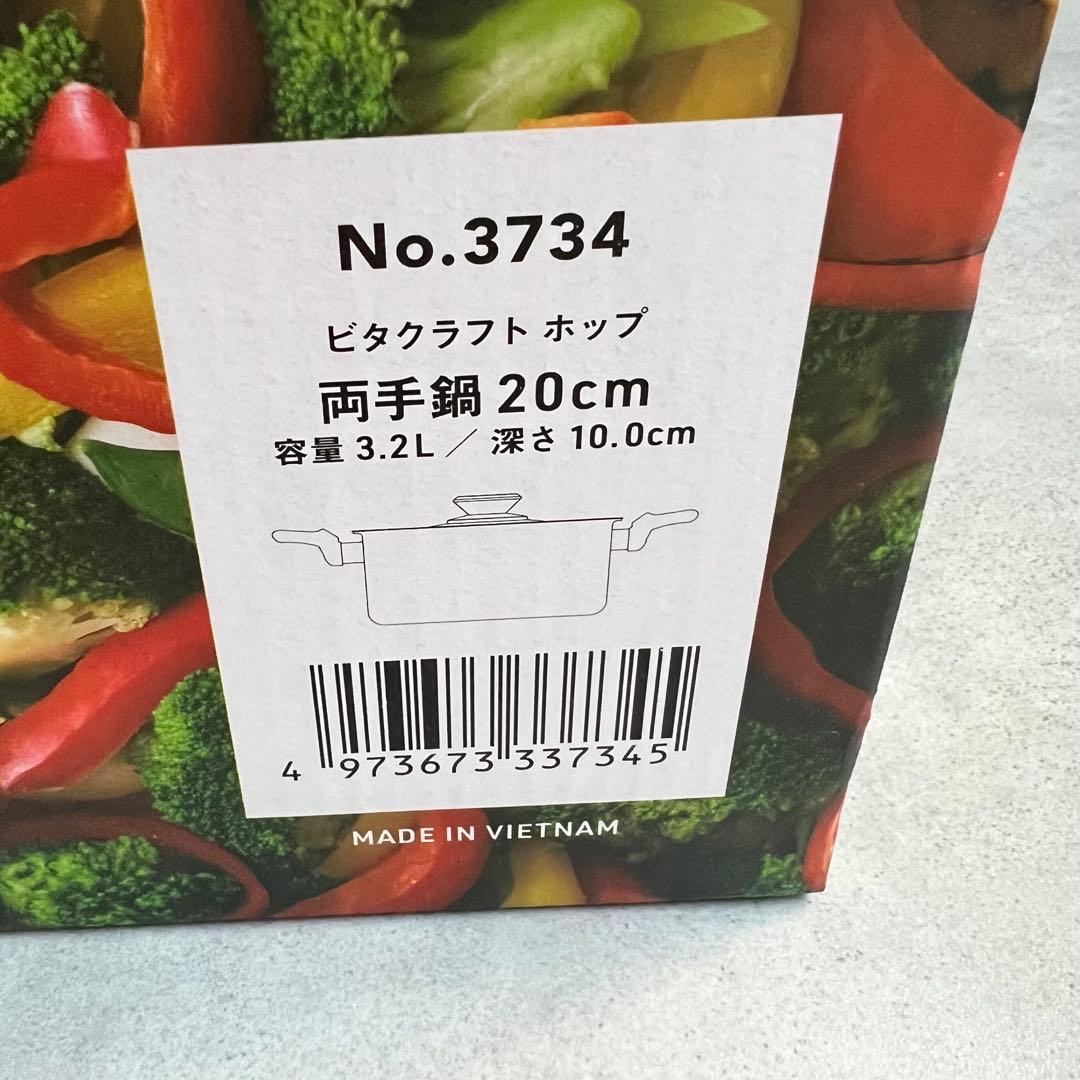 No.3734
ビタクラフト ホップ
両手鍋 20cm
容量 3.2L ／ 深さ 10.0cm
4 973673 337345
MADE IN VIETNAM